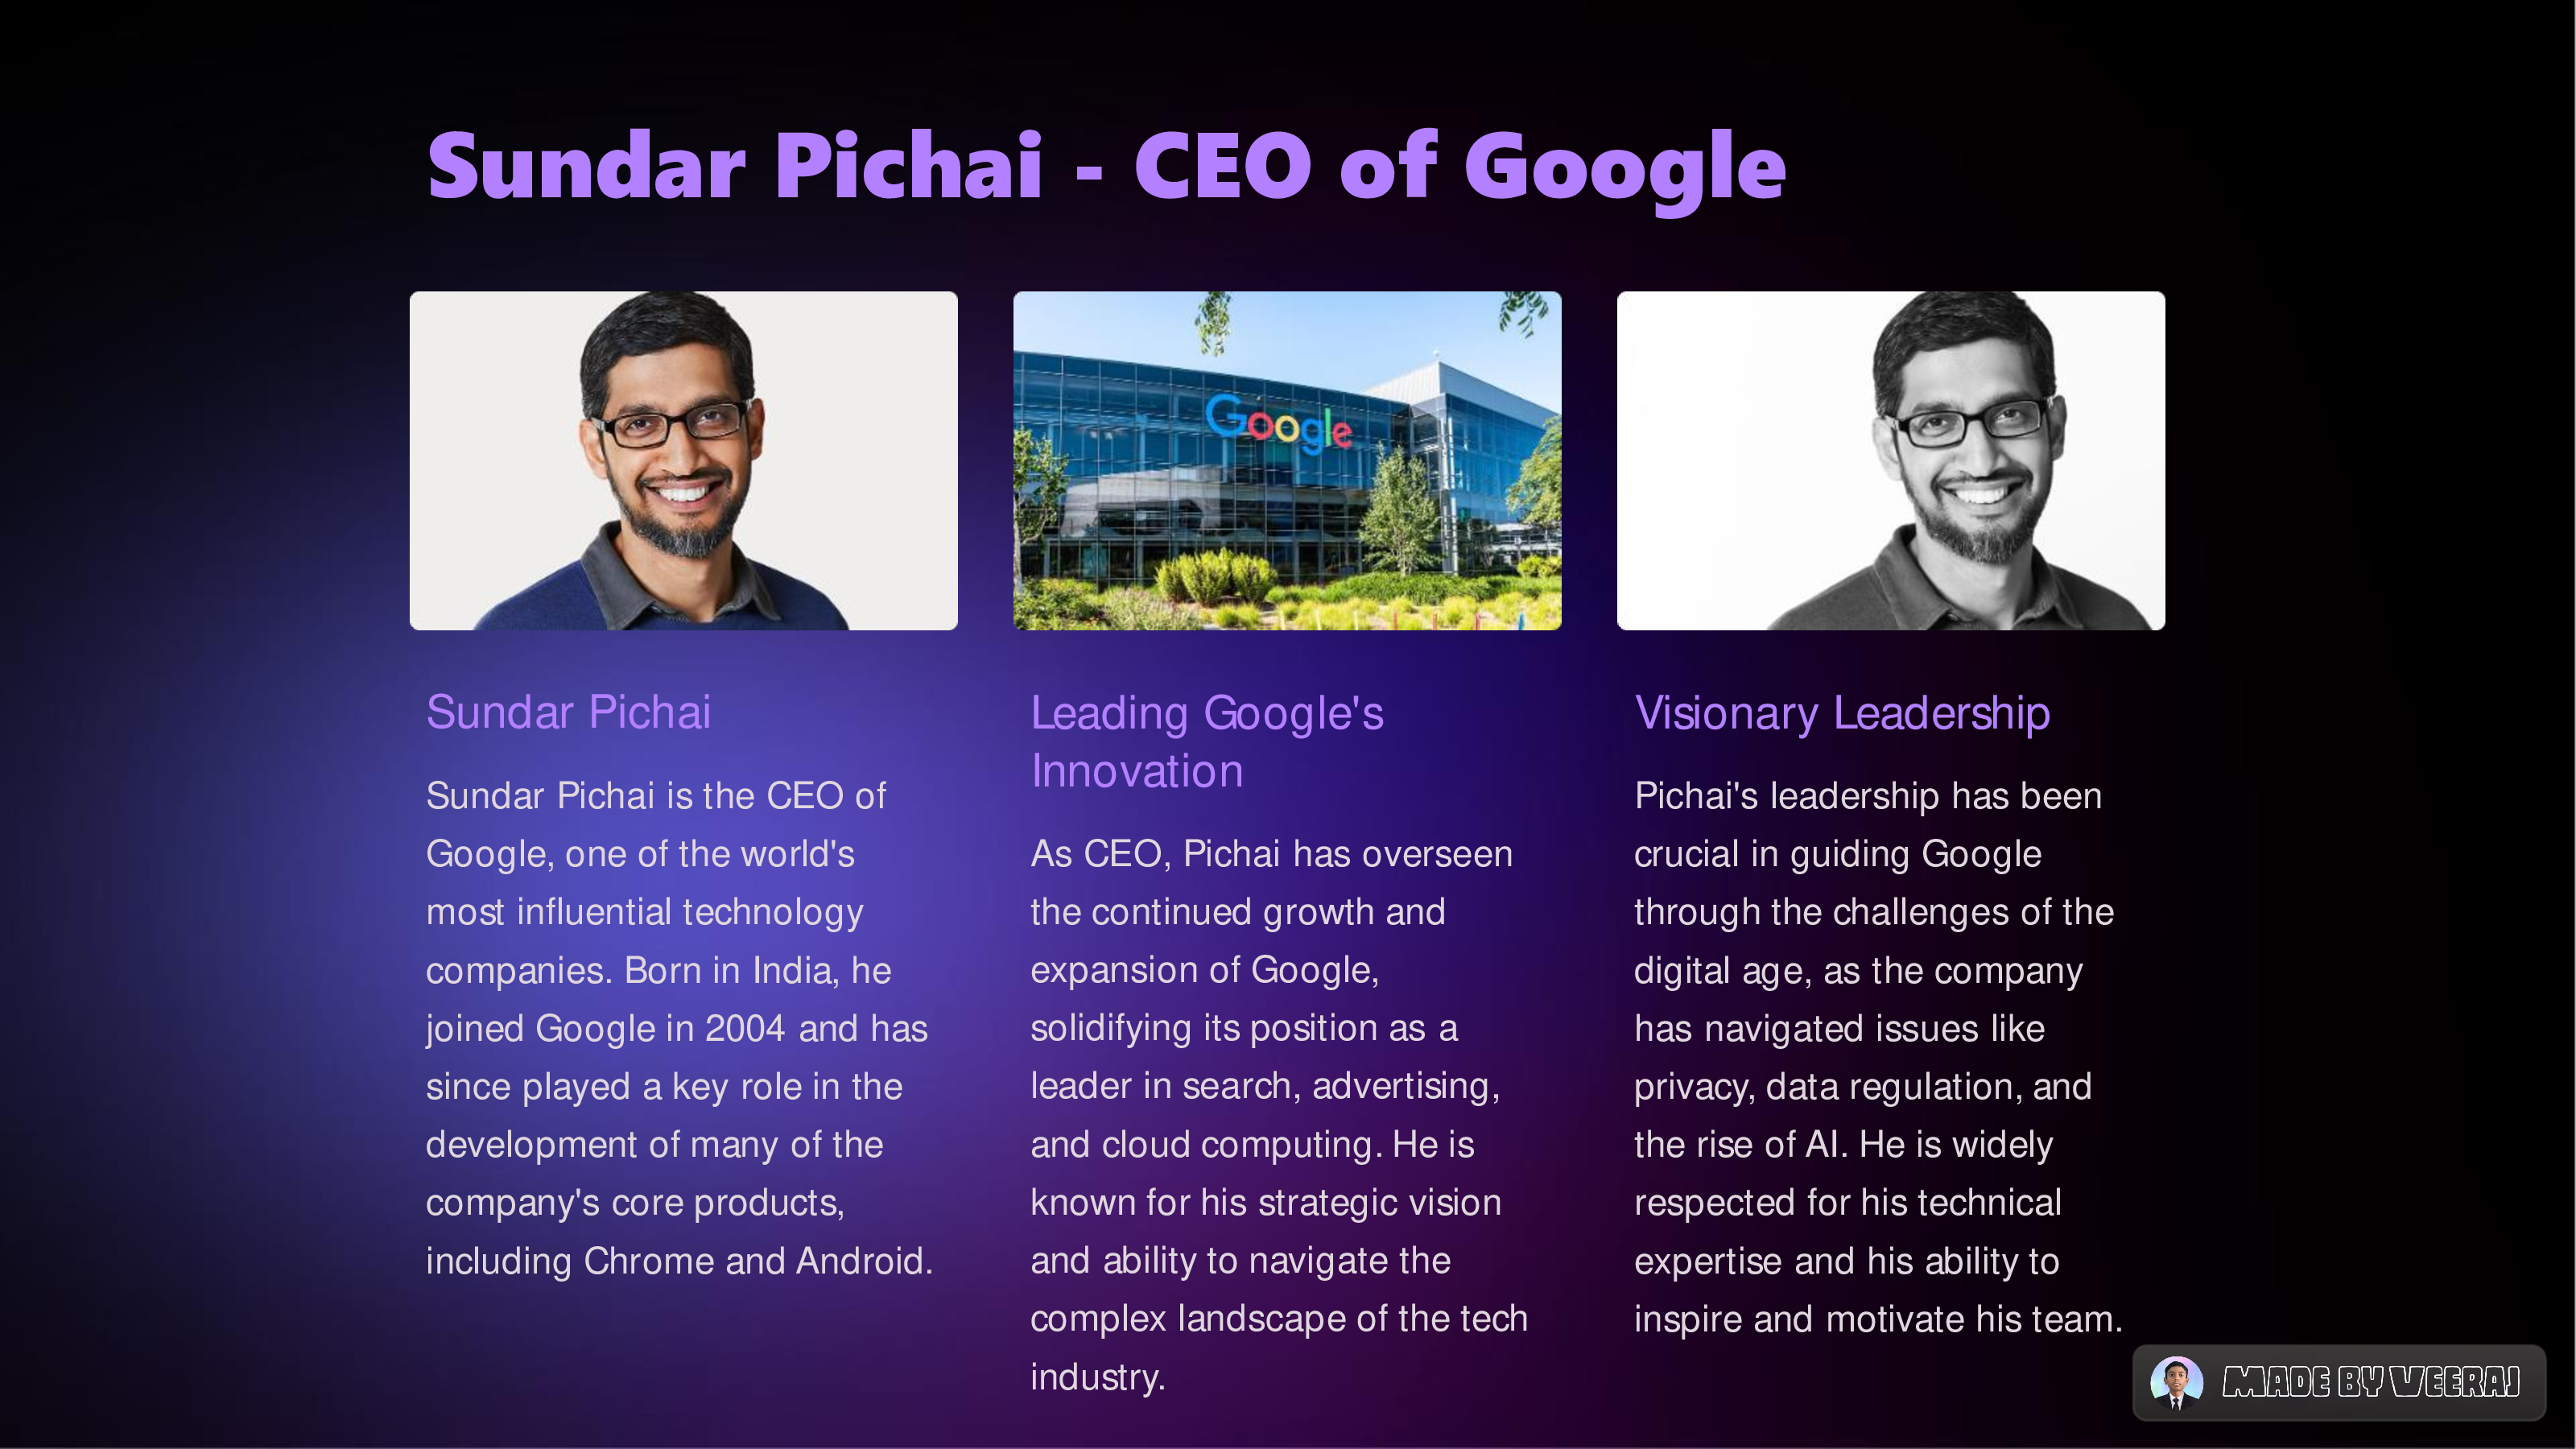 Sundar Pichai - CEO of Google
Google
Sundar Pichai
Sundar Pichai is the CEO of
Google, one of the world's
most influential technology
companies. Born in India, he
joined Google in 2004 and has
since played a key role in the
development of many of the
company's core products,
including Chrome and Android.
Leading Google's
Innovation
As CEO, Pichai has overseen
the continued growth and
expansion of Google,
solidifying its position as a
leader in search, advertising,
and cloud computing. He is
known for his strategic vision
and ability to navigate the
complex landscape of the tech
industry.
Visionary Leadership
Pichai's leadership has been
crucial in guiding Google
through the challenges of the
digital age, as the company
has navigated issues like
privacy, data regulation, and
the rise of AI. He is widely
respected for his technical
expertise and his ability to
inspire and motivate his team.
MADE BY VEERAJ